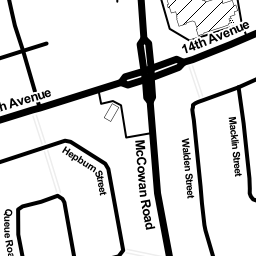 14th Avenue
h Avenue
McCowan Road
Hepburn Street
Walden Street
Macklin Street
Queue Roa